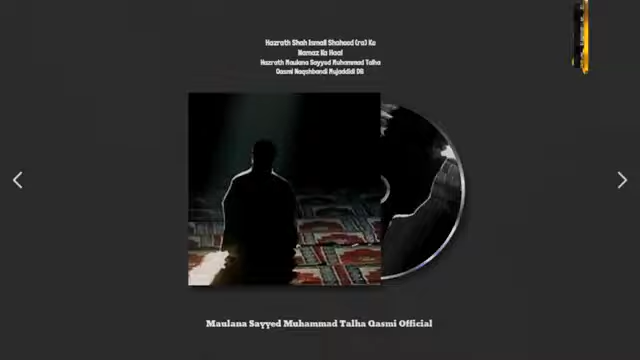 Hazrath Shah Ismail Shaheed (ra) Ke
Namaz Ka Haal
Hazrath Maulana Sayyed Muhammad Talha
Qasmi Naqshbandi Mujaddidi DB
Maulana Sayyed Muhammad Talha Qasmi Official